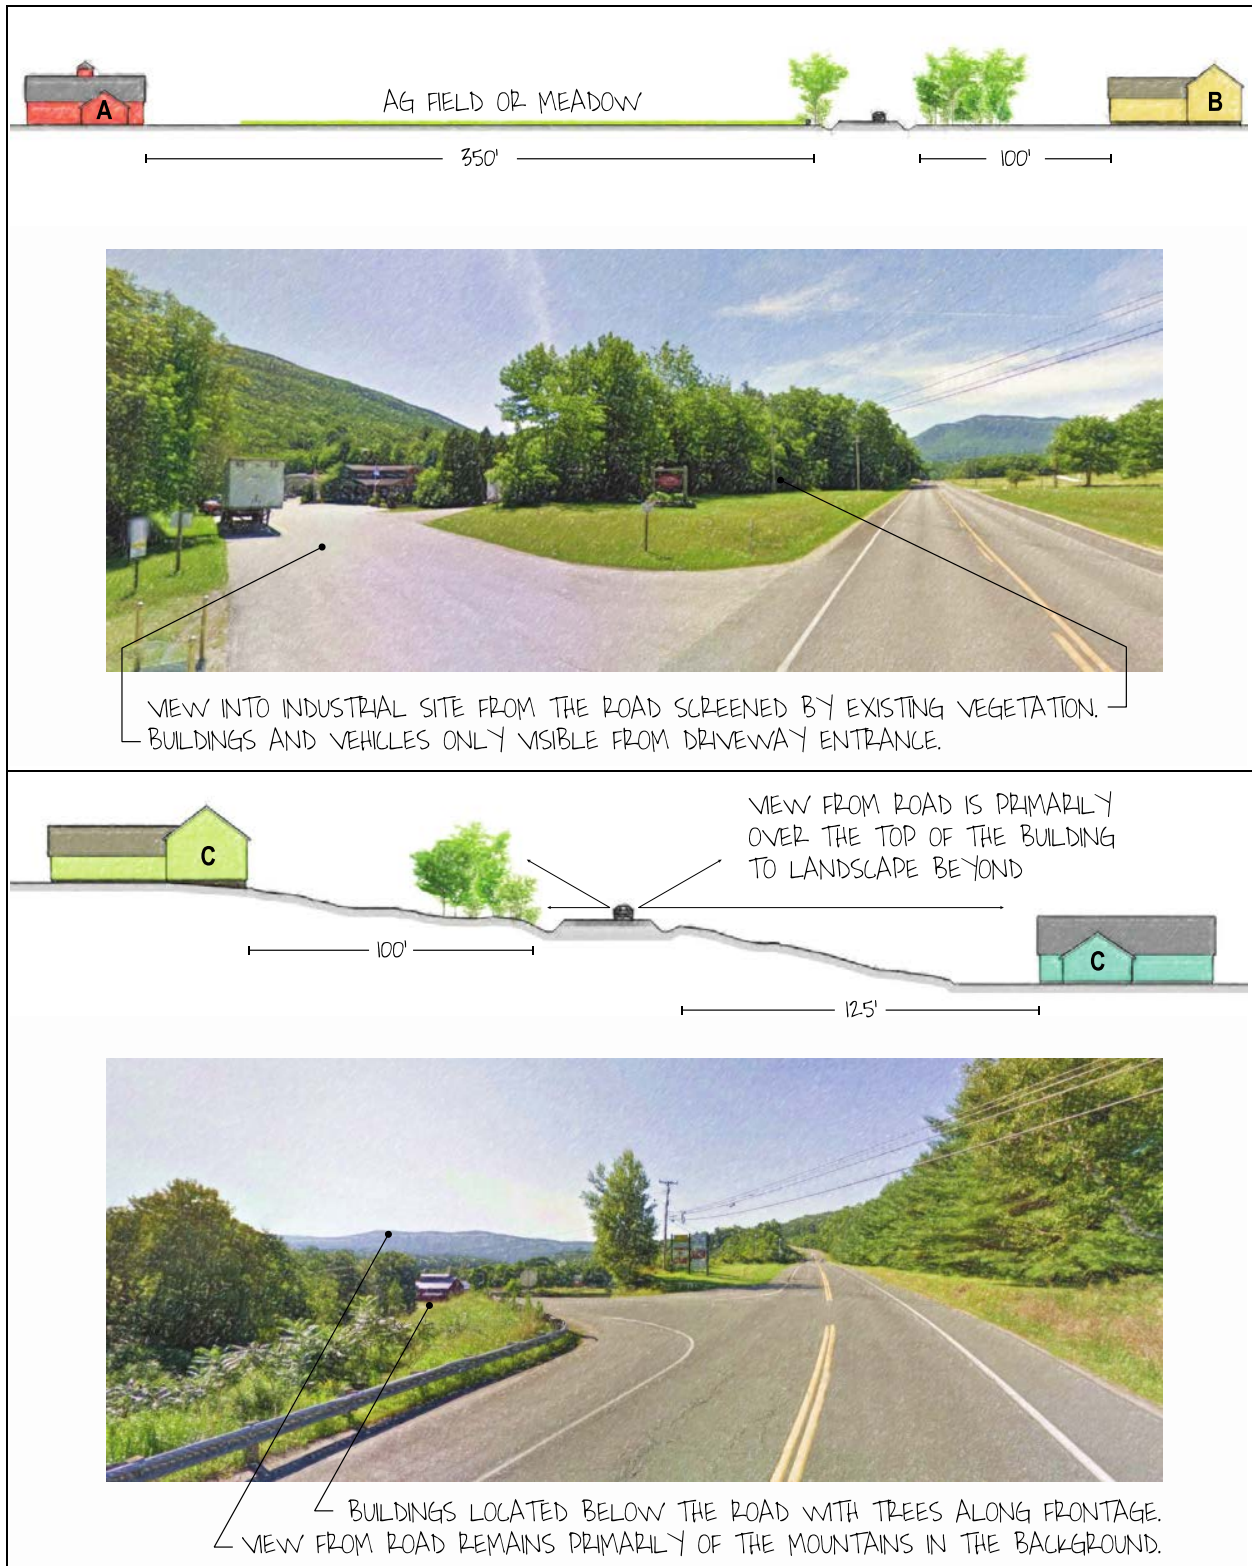 A
AG FIELD OR MEADOW
B
350'
100'
VIEW INTO INDUSTRIAL SITE FROM THE ROAD SCREENED BY EXISTING VEGETATION.
BUILDINGS AND VEHICLES ONLY VISIBLE FROM DRIVEWAY ENTRANCE.
VIEW FROM ROAD IS PRIMARILY
OVER THE TOP OF THE BUILDING
TO LANDSCAPE BEYOND
C
100'
C
125'
BUILDINGS LOCATED BELOW THE ROAD WITH TREES ALONG FRONTAGE.
VIEW FROM ROAD REMAINS PRIMARILY OF THE MOUNTAINS IN THE BACKGROUND.